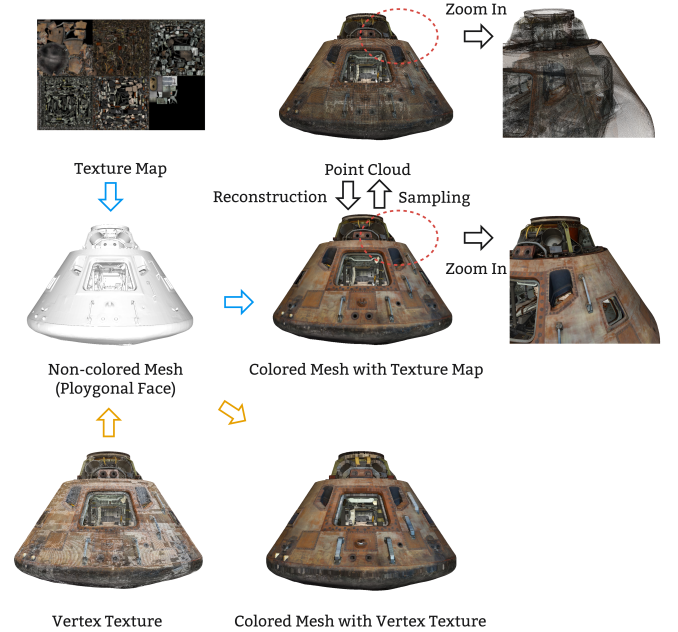 Zoom In
Texture Map
Point Cloud
Reconstruction
Sampling
Zoom In
Non-colored Mesh
(Ploygonal Face)
Colored Mesh with Texture Map
Vertex Texture
Colored Mesh with Vertex Texture